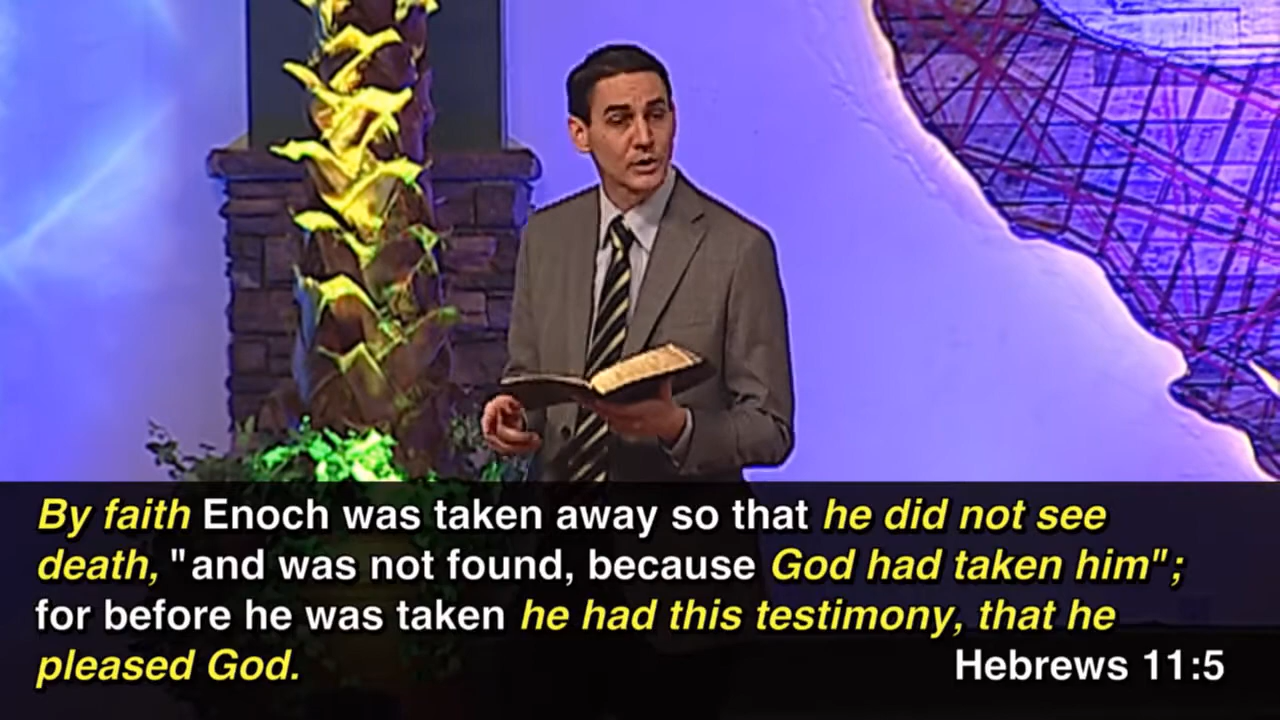 By faith Enoch was taken away so that he did not see
death, "and was not found, because God had taken him";
for before he was taken he had this testimony, that he
pleased God.
Hebrews 11:5